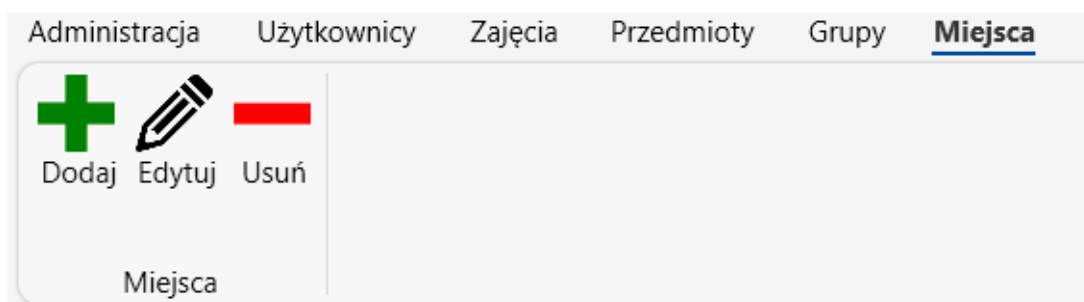 Administracja Użytkownicy Zajęcia Przedmioty Grupy Miejsca
Dodaj Edytuj Usuń
Miejsca